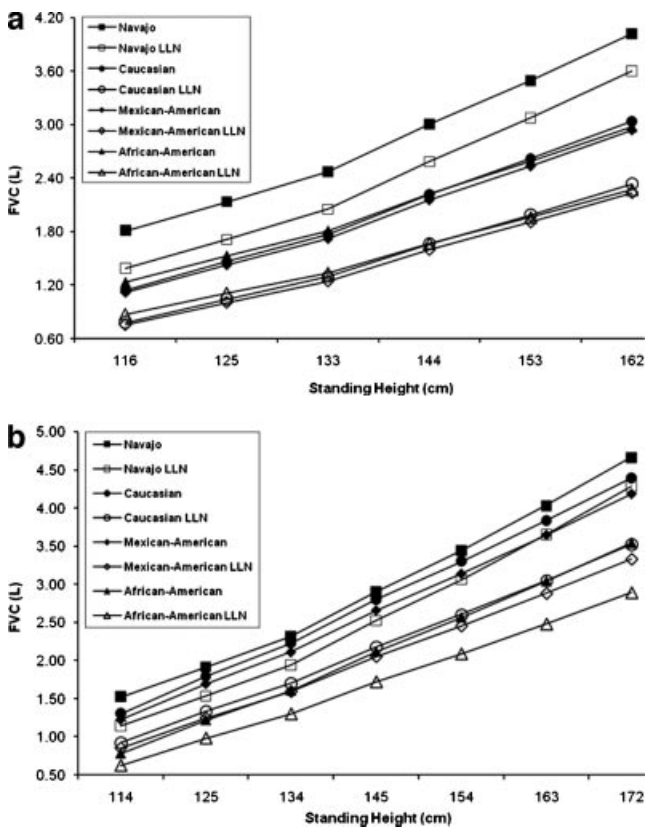 a
4.20
3.60
3.00
2.40
1.80
1.20
0.60
FVC (L)
Navajo
Navajo LLN
Caucasian
Caucasian LLN
Mexican-American
Mexican-American LLN
African-American
African-American LLN
116 125 133 144 153 162
Standing Height (cm)
b
5.00
4.50
4.00
3.50
3.00
2.50
2.00
1.50
1.00
0.50
FVC (L)
Navajo
Navajo LLN
Caucasian
Caucasian LLN
Mexican-American
Mexican-American LLN
African-American
African-American LLN
114 125 134 145 154 163 172
Standing Height (cm)